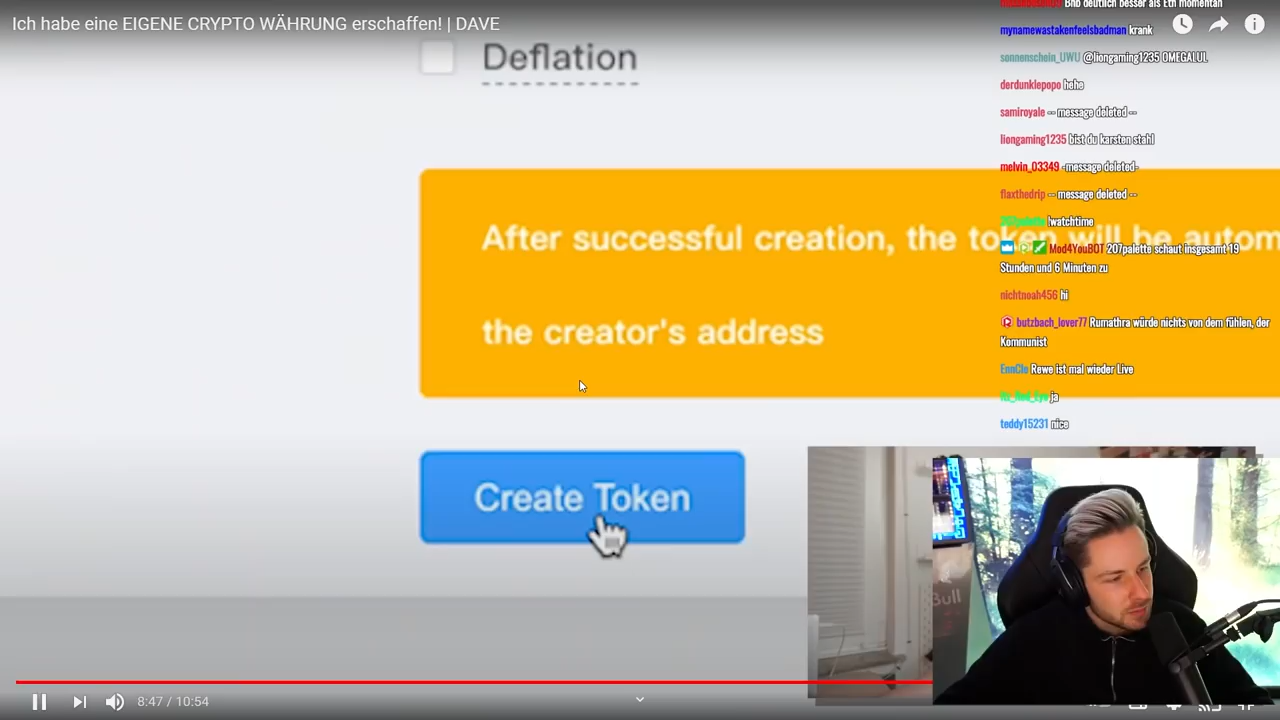 Ich habe eine EIGENE CRYPTO WÄHRUNG erschaffen! | DAVE
Deflation
After successful creation, the token will be autom
the creator's address
Create Token
8:47 / 10:54
Bnb deutlich besser als Eth momentan
mynamewastakenfeelsbadman krank
sonnenschein_UWU @liongaming1235 OMEGALUL
derdunklepopo hehe
samiroyale -- message deleted --
liongaming1235 bist du karsten stahl
melvin_03349 -message deleted-
flaxthedrip -- message deleted --
207palette !watchtime
Mod4YouBOT 207palette schaut insgesamt 19
Stunden und 6 Minuten zu
nichtnoah456 hi
butzbach_lover77 Rumathra würde nichts von dem fühlen, der
Kommunist
EnnClo Rewe ist mal wieder Live
ja
teddy15231 nice
Bull